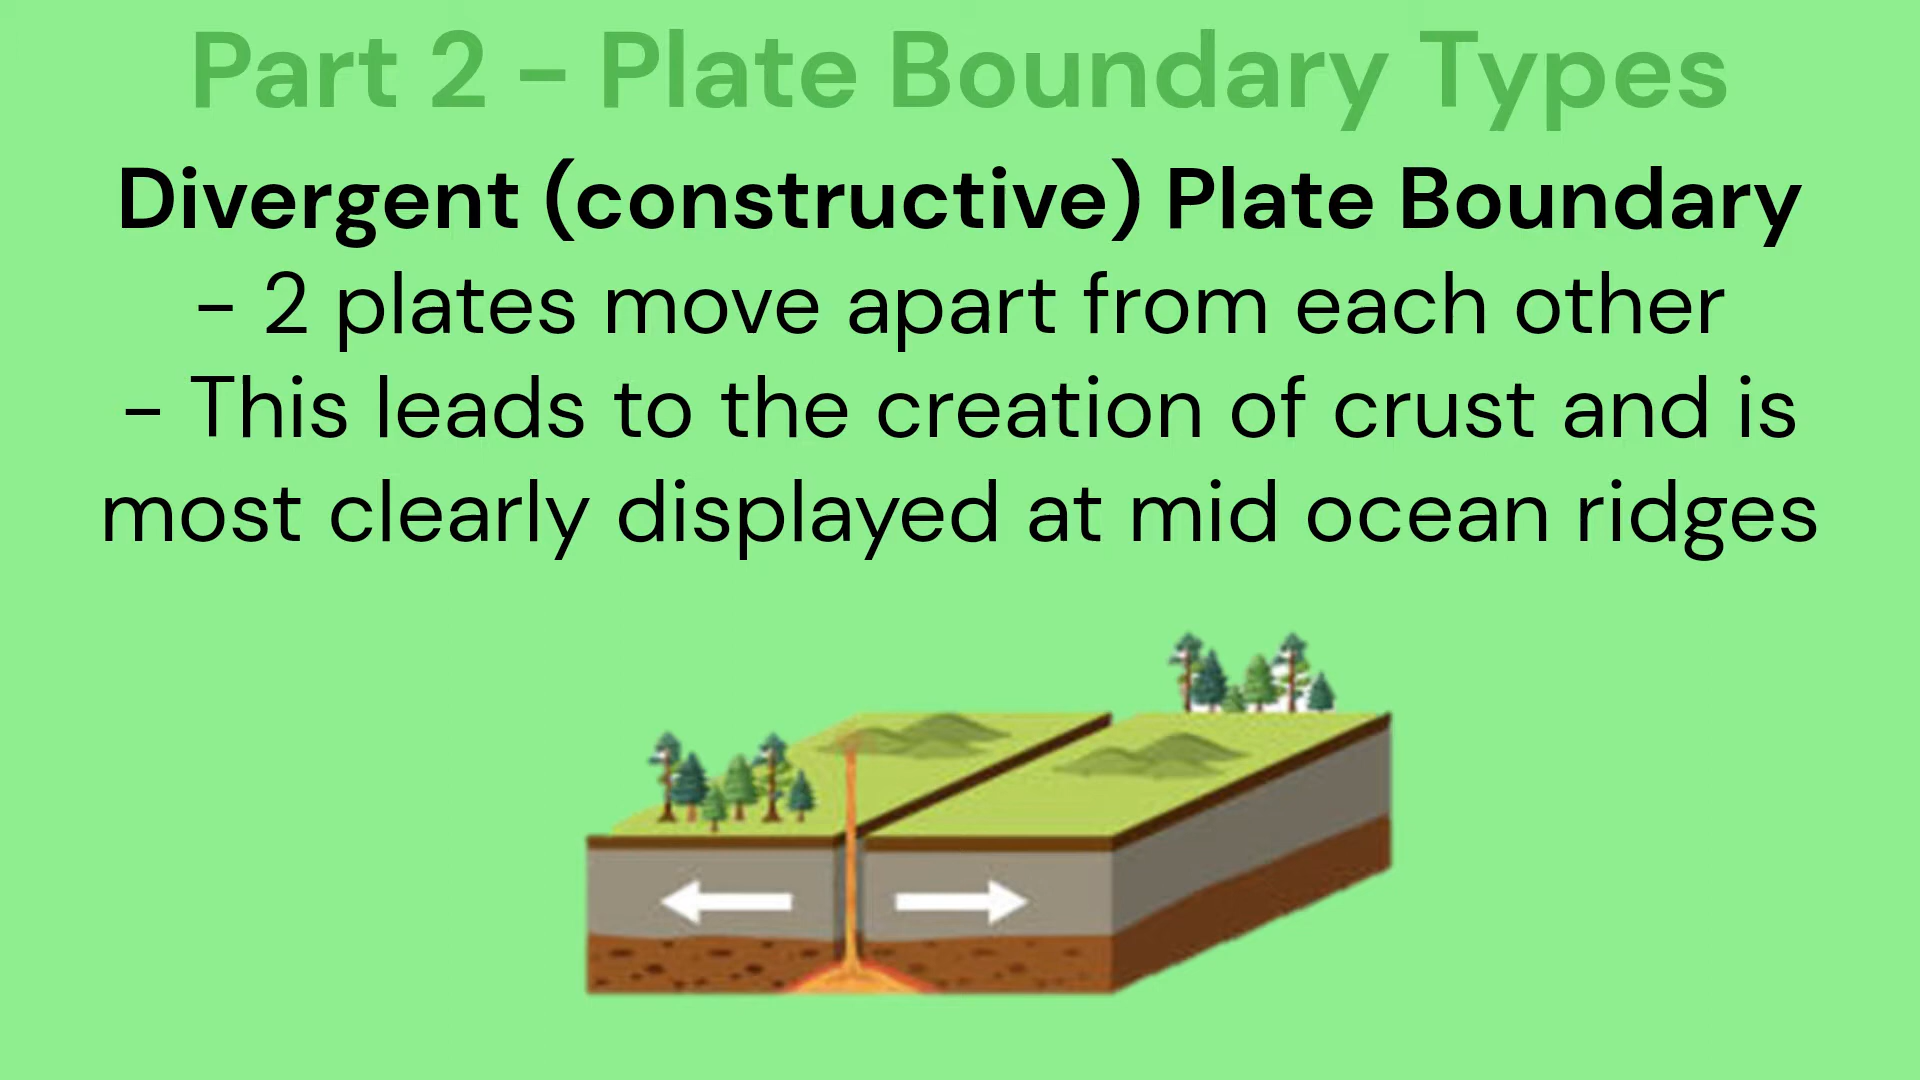 Part 2 - Plate Boundary Types
Divergent (constructive) Plate Boundary
- 2 plates move apart from each other
- This leads to the creation of crust and is
most clearly displayed at mid ocean ridges